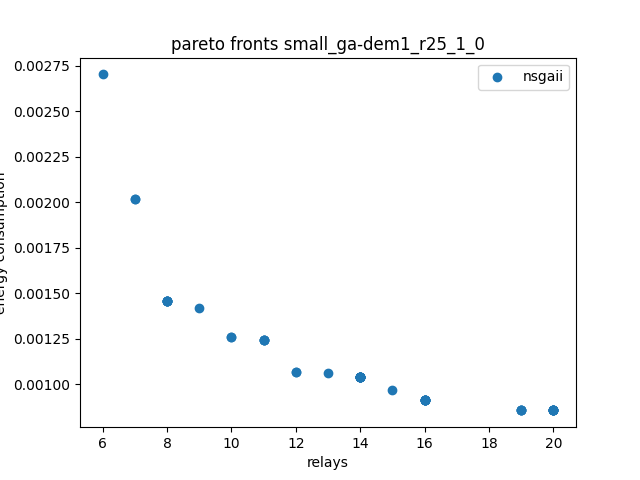 pareto fronts small_ga-dem1_r25_1_0
nsgaii
0.00275
0.00250
0.00225
0.00200
0.00175
0.00150
0.00125
0.00100
energy consumption
6 8 10 12 14 16 18 20
relays